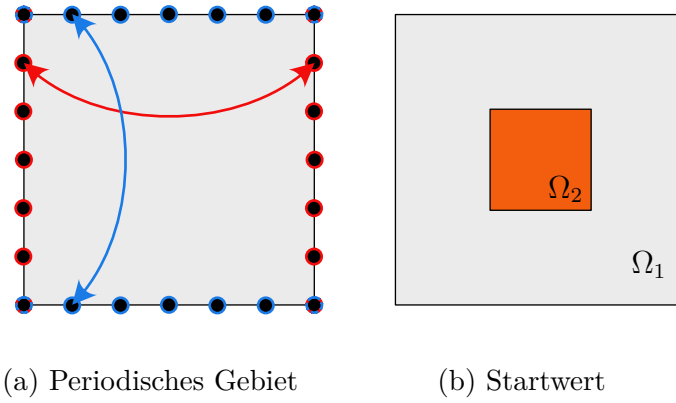 Ω₂
Ω₁
(a) Periodisches Gebiet
(b) Startwert